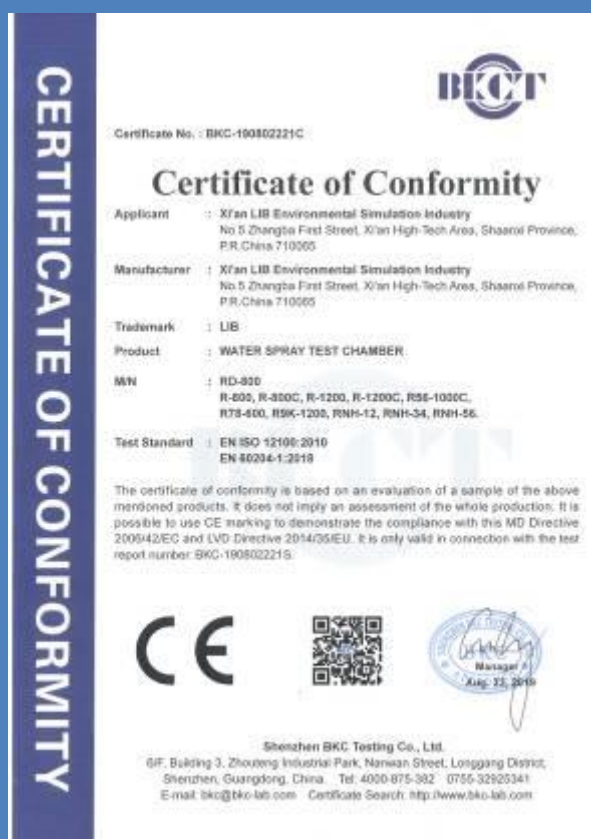 CERTIFICATE OF CONFORMITY
BKCT
Certificate No. : BKC-190802221C
Certificate of Conformity
Applicant : Xi'an LIB Environmental Simulation Industry
No.5 Zhangba First Street, Xi'an High-Tech Area, Shaanxi Province,
P.R.China 710065
Manufacturer : Xi'an LIB Environmental Simulation Industry
No.5 Zhangba First Street, Xi'an High-Tech Area, Shaanxi Province,
P.R.China 710065
Trademark : LIB
Product : WATER SPRAY TEST CHAMBER
M/N : RD-800
R-800, R-800C, R-1200, R-1200C, R56-1000C,
R78-600, R9K-1200, RNH-12, RNH-34, RNH-56.
Test Standard : EN ISO 12100:2010
EN 60204-1:2018
The certificate of conformity is based on an evaluation of a sample of the above
mentioned products. It does not imply an assessment of the whole production. It is
possible to use CE marking to demonstrate the compliance with this MD Directive
2006/42/EC and LVD Directive 2014/35/EU. It is only valid in connection with the test
report number: BKC-190802221S.
CE
Manager
Aug. 2019
Shenzhen BKC Testing Co., Ltd.
6/F, Building 3, Zhouteng Industrial Park, Nanwan Street, Longgang District,
Shenzhen, Guangdong, China. Tel: 4000-875-382 0755-32925341
E-mail: bkc@bkc-lab.com Certificate Search: http://www.bkc-lab.com